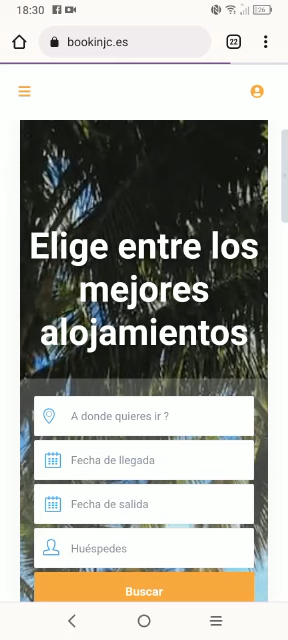 18:30
26
bookinjc.es
22
Elige entre los
mejores
alojamientos
A donde quieres ir ?
Fecha de llegada
Fecha de salida
Huéspedes
Buscar